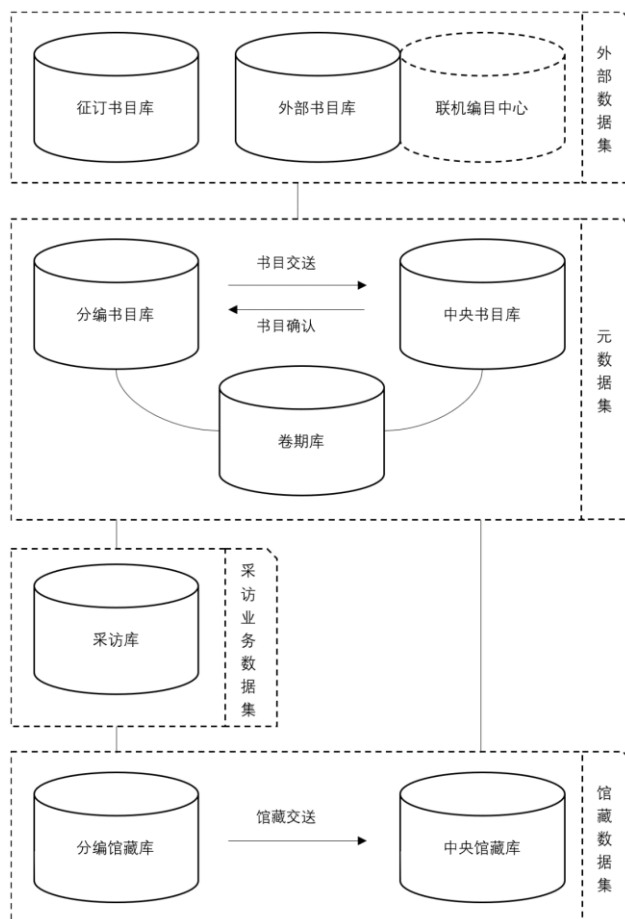 征订书目库
外部书目库
联机编目中心
外部数据集
书目交送
分编书目库
中央书目库
书目确认
卷期库
元数据集
采访库
采访业务数据集
馆藏交送
分编馆藏库
中央馆藏库
馆藏数据集